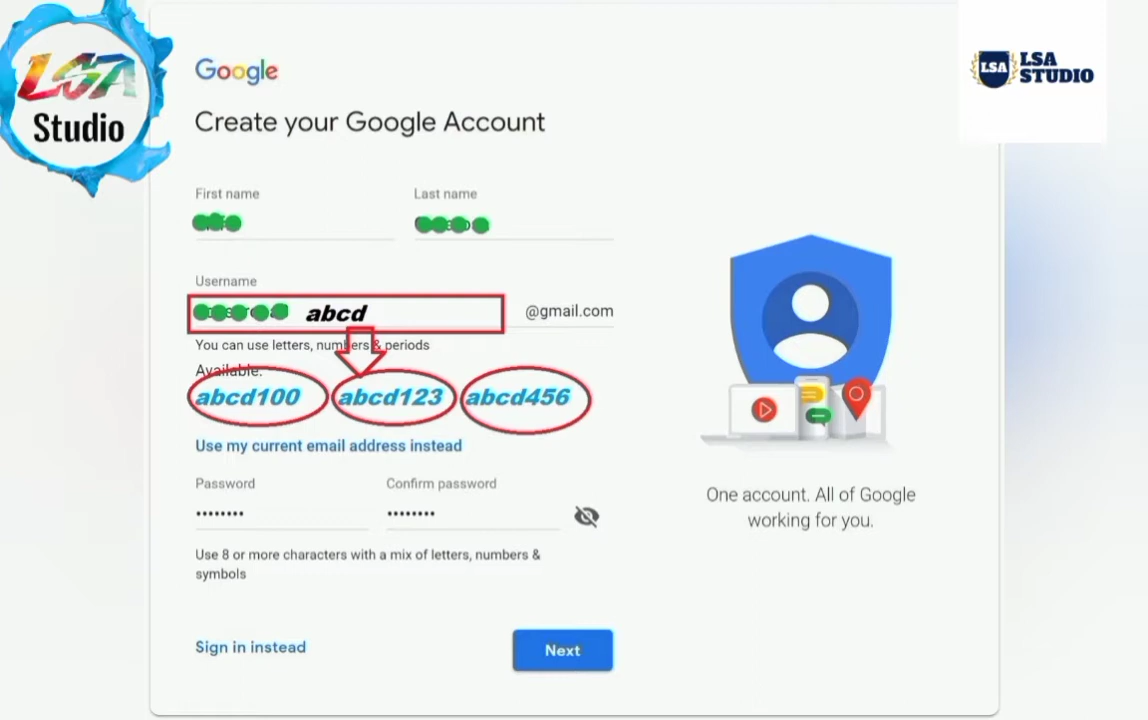 LSA
Studio
LSA
LSA
STUDIO
Google
Create your Google Account
First name
Last name
Username
abcd
@gmail.com
You can use letters, numbers & periods
Available:
abcd100
abcd123
abcd456
Use my current email address instead
Password
Confirm password
••••••••
••••••••
Use 8 or more characters with a mix of letters, numbers &
symbols
One account. All of Google
working for you.
Sign in instead
Next